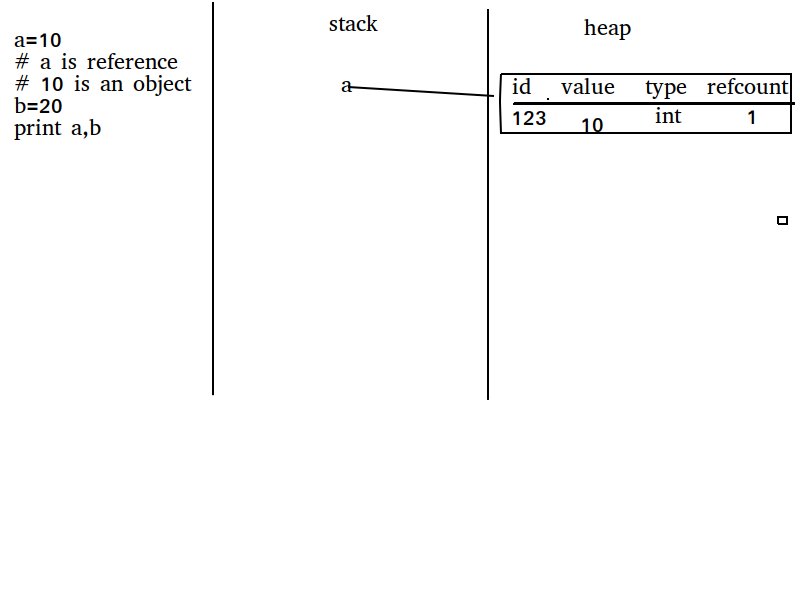 a=10
# a is reference
# 10 is an object
b=20
print a,b
stack
a
heap
id value type refcount
123 10 int 1